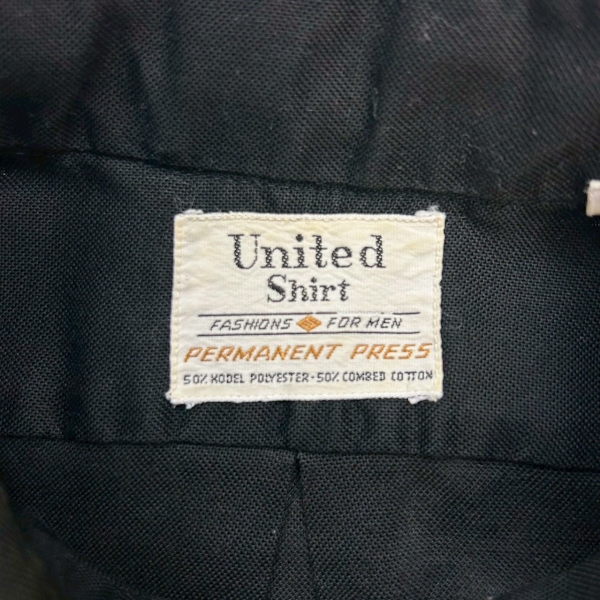 United
Shirt
FASHIONS FOR MEN
PERMANENT PRESS
50% KODEL POLYESTER-50% COMBED COTTON